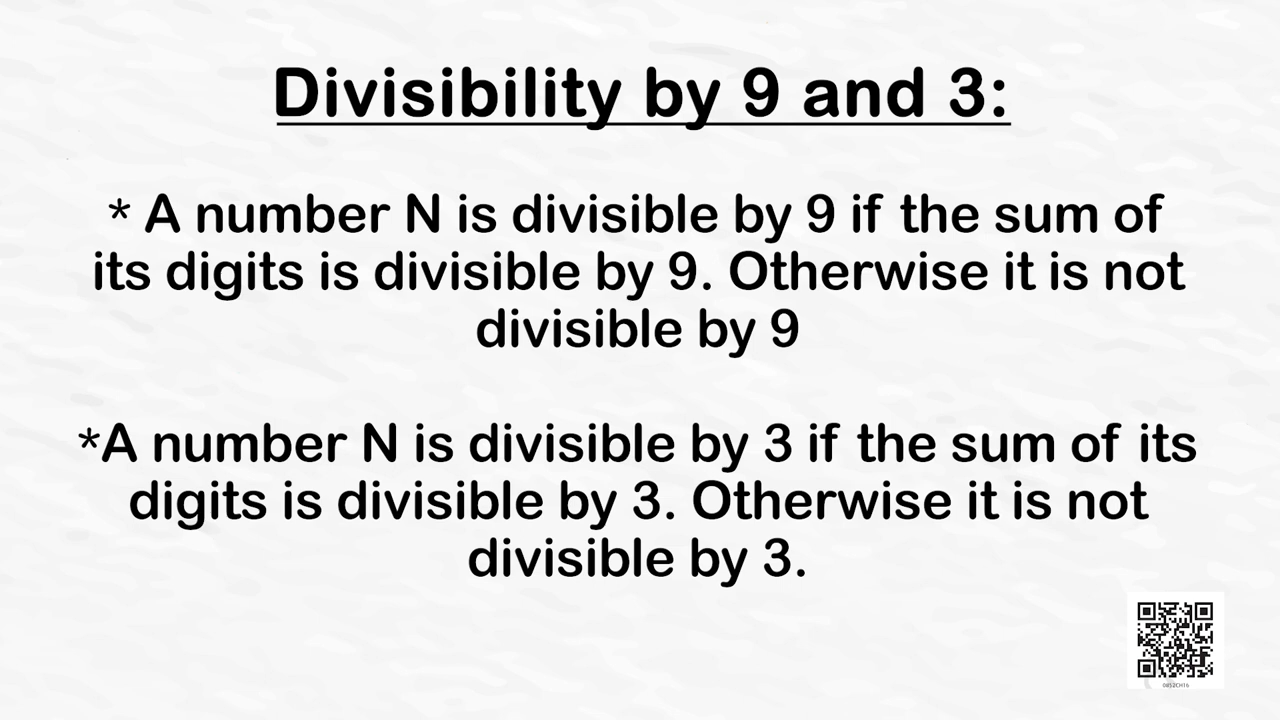 Divisibility by 9 and 3:
* A number N is divisible by 9 if the sum of
its digits is divisible by 9. Otherwise it is not
divisible by 9
*A number N is divisible by 3 if the sum of its
digits is divisible by 3. Otherwise it is not
divisible by 3.
0852CH16